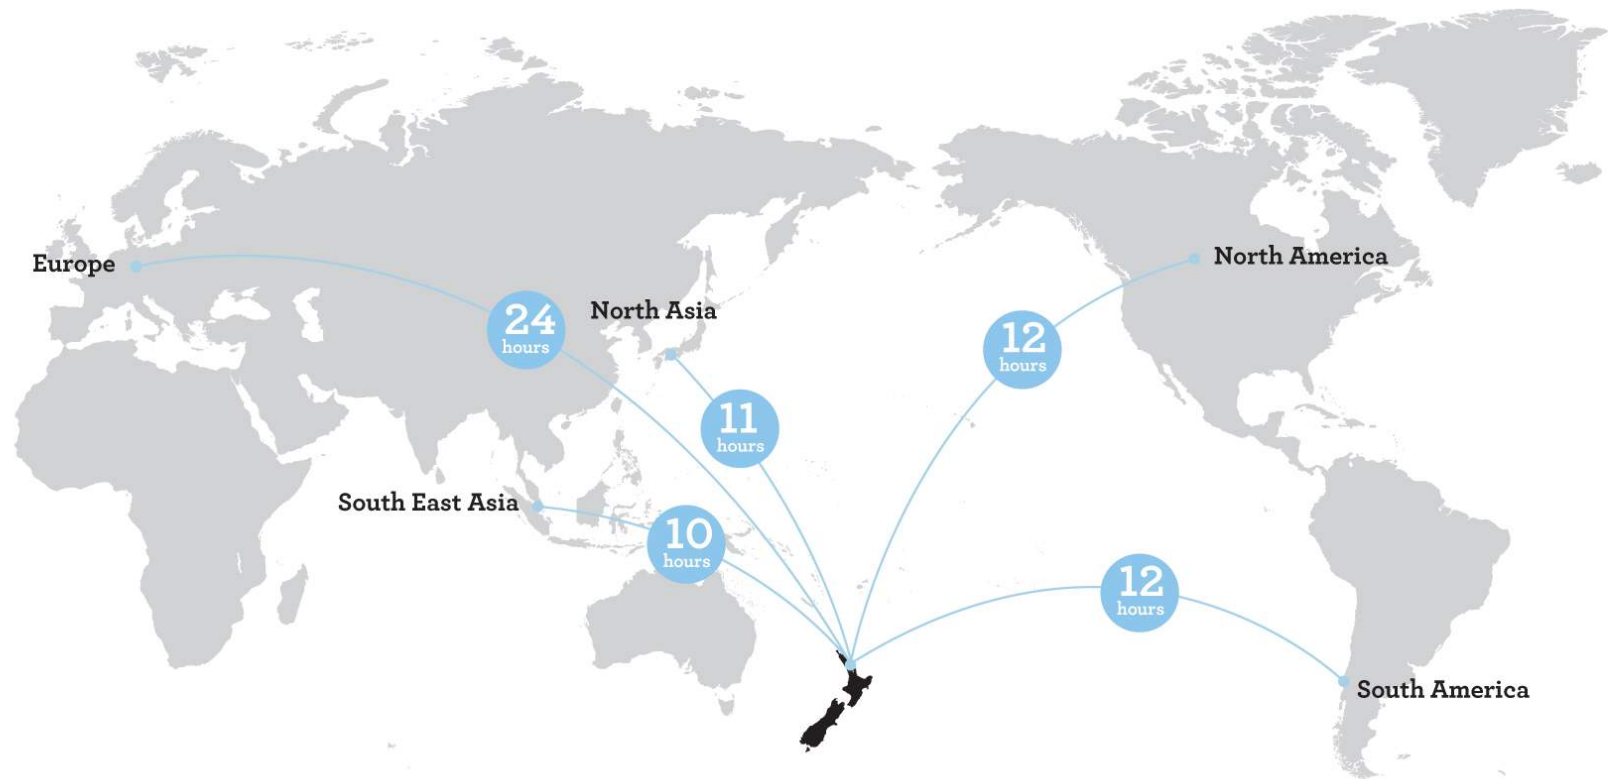 Europe
24
hours
North Asia
11
hours
South East Asia
10
hours
12
hours
North America
12
hours
South America